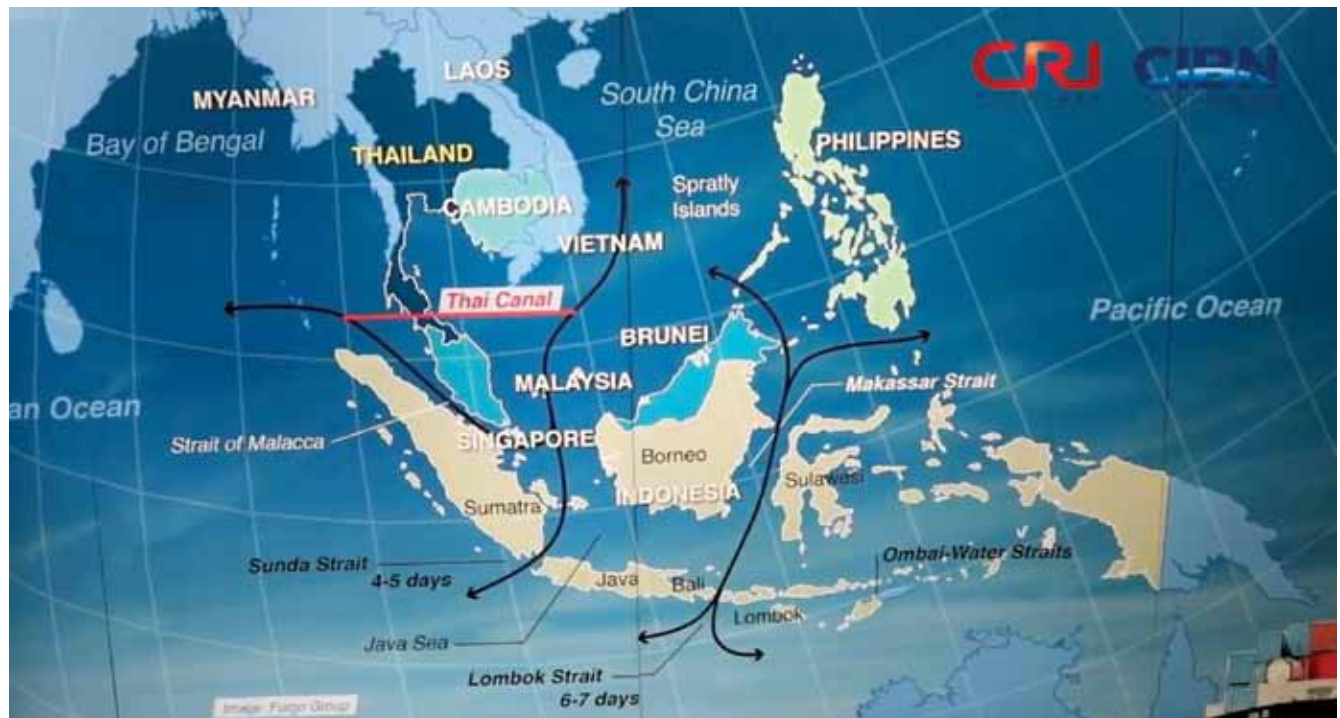 CRI
CIBN
LAOS
MYANMAR
South China
Sea
Bay of Bengal
PHILIPPINES
THAILAND
Spratly
Islands
CAMBODIA
VIETNAM
Thai Canal
Pacific Ocean
BRUNEI
MALAYSIA
Makassar Strait
an Ocean
Strait of Malacca
SINGAPORE
Borneo
Sulawesi
INDONESIA
Sumatra
Ombai-Water Straits
Sunda Strait
4-5 days
Java
Bali
Lombok
Java Sea
Lombok Strait
6-7 days
Image: Furgo Group